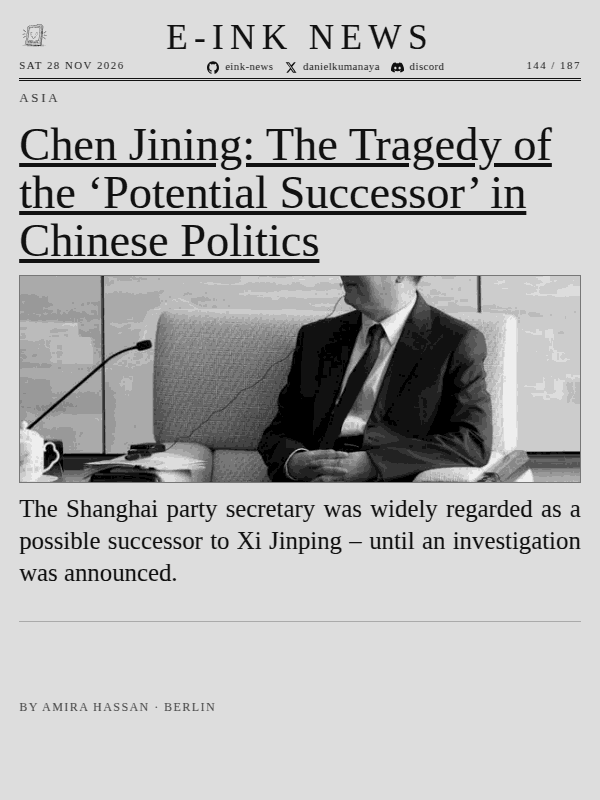 E-INK NEWS
SAT 28 NOV 2026
eink-news
danielkumanaya
discord
144 / 187
ASIA
Chen Jining: The Tragedy of
the ‘Potential Successor’ in
Chinese Politics
The Shanghai party secretary was widely regarded as a
possible successor to Xi Jinping – until an investigation
was announced.
BY AMIRA HASSAN · BERLIN